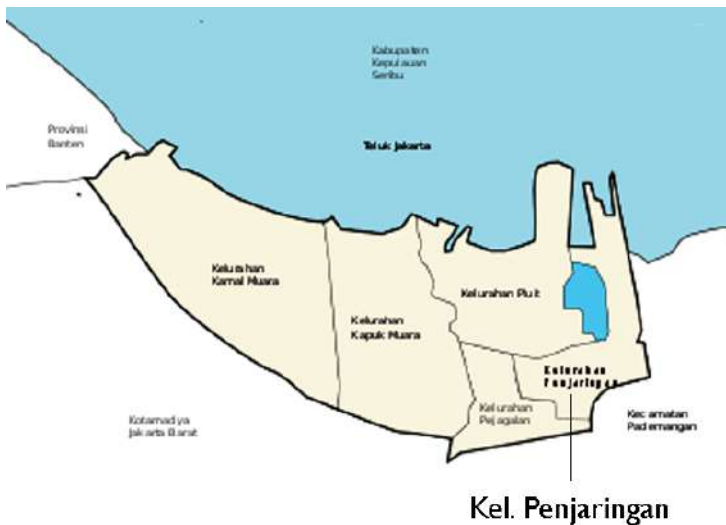 Kabupaten
Kepulauan
Seribu
Provinsi
Banten
Teluk Jakarta
Kelurahan
Kamal Muara
Kelurahan Pluit
Kelurahan
Kapuk Muara
Kelurahan
Penjaringan
Kelurahan
Pejagalan
Kotamadya
Jakarta Barat
Kecamatan
Pademangan
Kel. Penjaringan